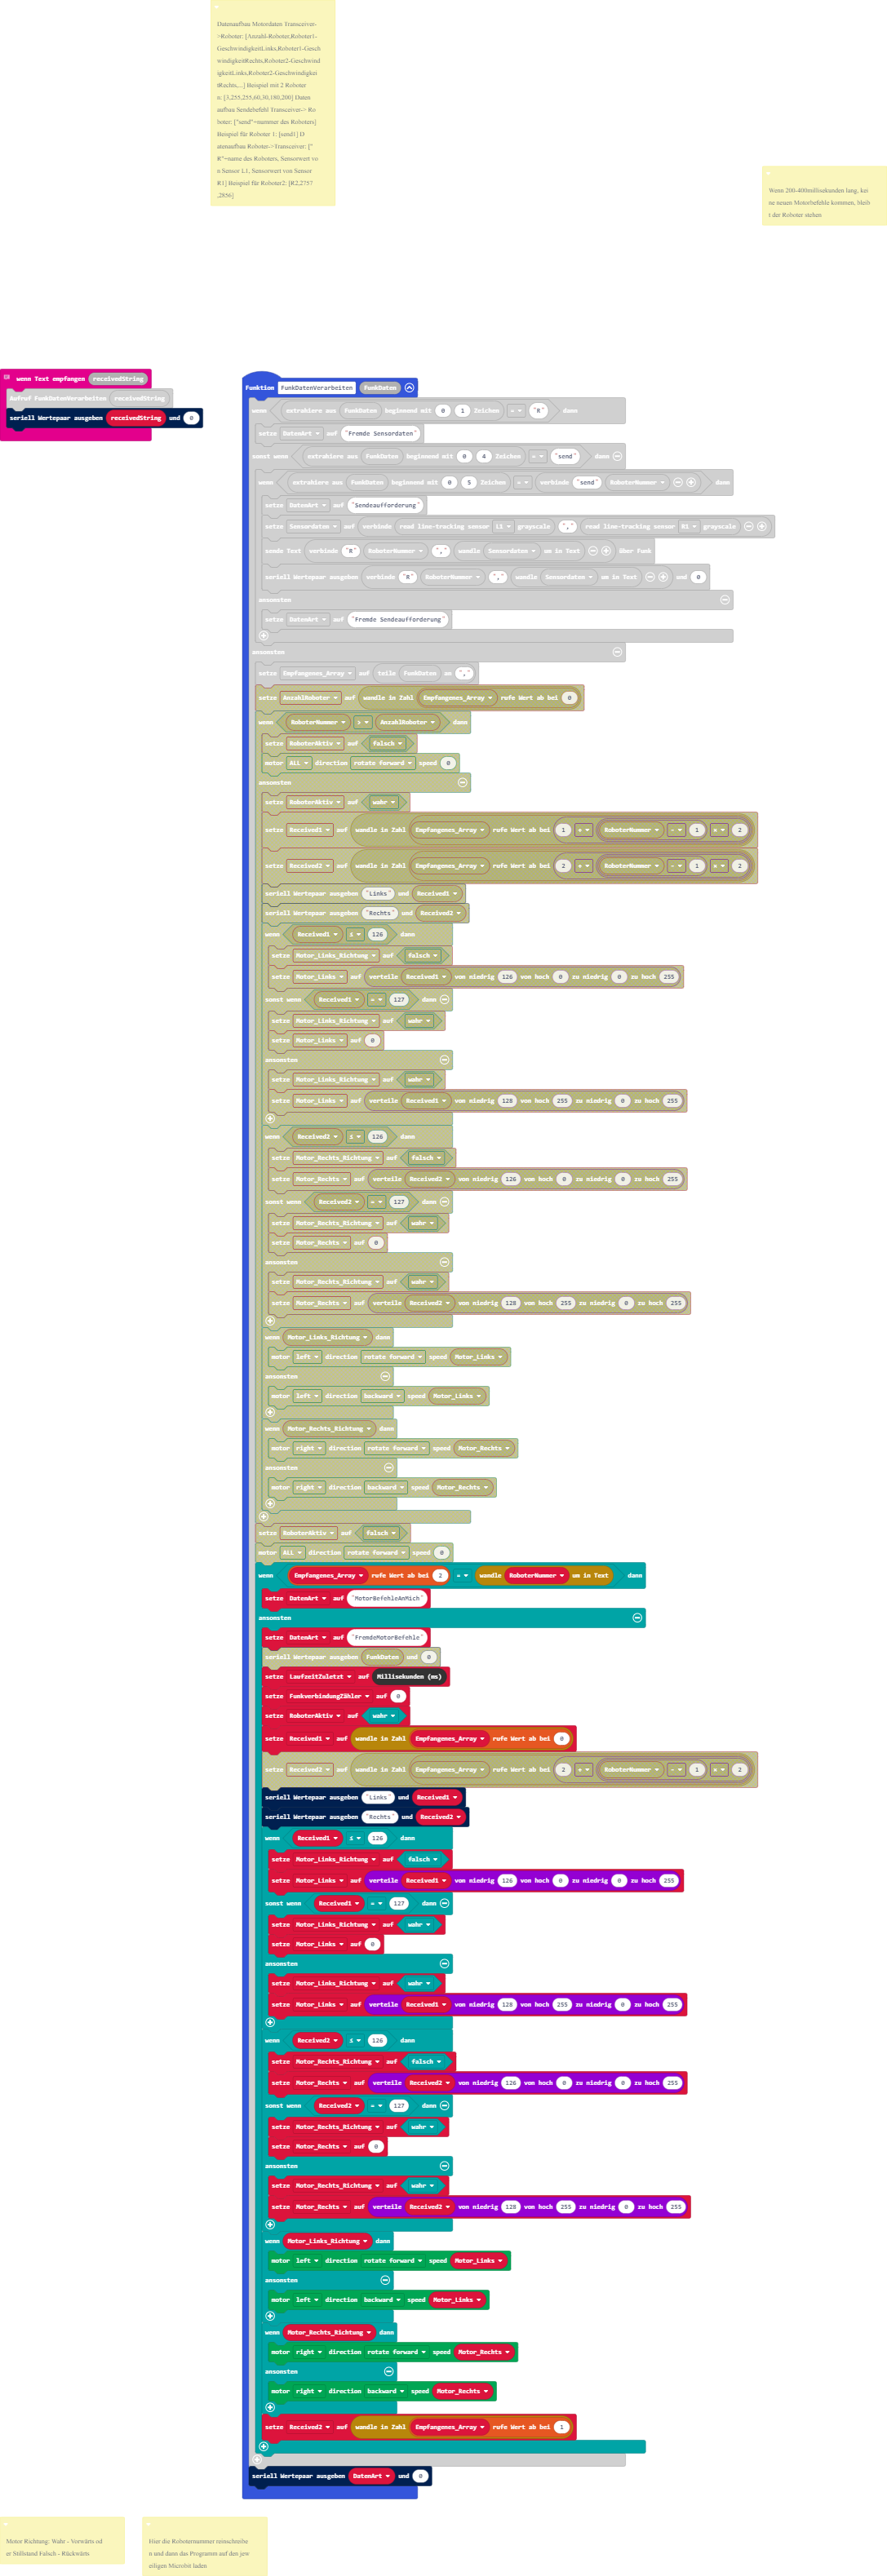 Datenaufbau Motordaten Transceiver-
>Roboter: [Anzahl-Roboter,Roboter1-
GeschwindigkeitLinks,Roboter1-Gesch
windigkeitRechts,Roboter2-Geschwind
igkeitLinks,Roboter2-Geschwindigkei
tRechts,...] Beispiel mit 2 Roboter
n: [3,255,255,60,30,180,200] Daten
aufbau Sendebefehl Transceiver-> Ro
boter: ["send"+nummer des Roboters]
Beispiel für Roboter 1: [send1] D
atenaufbau Roboter->Transceiver: ["
R"+name des Roboters, Sensorwert vo
n Sensor L1, Sensorwert von Sensor
R1] Beispiel für Roboter2: [R2,2757
,2856]
Wenn 200-400millisekunden lang, kei
ne neuen Motorbefehle kommen, bleib
t der Roboter stehen
wenn Text empfangen receivedString
Aufruf FunkDatenVerarbeiten receivedString
seriell Wertepaar ausgeben receivedString und 0
Funktion FunkDatenVerarbeiten FunkDaten
wenn extrahiere aus FunkDaten beginnend mit 0 1 Zeichen = "R" dann
setze DatenArt auf "Fremde Sensordaten"
sonst wenn extrahiere aus FunkDaten beginnend mit 0 4 Zeichen = "send" dann
wenn extrahiere aus FunkDaten beginnend mit 0 5 Zeichen = verbinde "send" RoboterNummer dann
setze DatenArt auf "Sendeaufforderung"
setze Sensordaten auf verbinde read line-tracking sensor L1 grayscale "," read line-tracking sensor R1 grayscale
sende Text verbinde "R" RoboterNummer "," wandle Sensordaten um in Text über Funk
seriell Wertepaar ausgeben verbinde "R" RoboterNummer "," wandle Sensordaten um in Text und 0
ansonsten
setze DatenArt auf "Fremde Sendeaufforderung"
ansonsten
setze Empfangenes_Array auf teile FunkDaten an ","
setze AnzahlRobotor auf wandle in Zahl Empfangenes_Array rufe Wert ab bei 0
wenn RoboterNummer > AnzahlRoboter dann
setze RoboterAktiv auf falsch
motor ALL direction rotate forward speed 0
ansonsten
setze RoboterAktiv auf wahr
setze Received1 auf wandle in Zahl Empfangenes_Array rufe Wert ab bei 1 + RoboterNummer - 1 × 2
setze Received2 auf wandle in Zahl Empfangenes_Array rufe Wert ab bei 2 + RoboterNummer - 1 × 2
seriell Wertepaar ausgeben "Links" und Received1
seriell Wertepaar ausgeben "Rechts" und Received2
wenn Received1 ≤ 126 dann
setze Motor_Links_Richtung auf falsch
setze Motor_Links auf verteile Received1 von niedrig 126 von hoch 0 zu niedrig 0 zu hoch 255
sonst wenn Received1 = 127 dann
setze Motor_Links_Richtung auf wahr
setze Motor_Links auf 0
ansonsten
setze Motor_Links_Richtung auf wahr
setze Motor_Links auf verteile Received1 von niedrig 128 von hoch 255 zu niedrig 0 zu hoch 255
wenn Received2 ≤ 126 dann
setze Motor_Rechts_Richtung auf falsch
setze Motor_Rechts auf verteile Received2 von niedrig 126 von hoch 0 zu niedrig 0 zu hoch 255
sonst wenn Received2 = 127 dann
setze Motor_Rechts_Richtung auf wahr
setze Motor_Rechts auf 0
ansonsten
setze Motor_Rechts_Richtung auf wahr
setze Motor_Rechts auf verteile Received2 von niedrig 128 von hoch 255 zu niedrig 0 zu hoch 255
wenn Motor_Links_Richtung dann
motor left direction rotate forward speed Motor_Links
ansonsten
motor left direction backward speed Motor_Links
wenn Motor_Rechts_Richtung dann
motor right direction rotate forward speed Motor_Rechts
ansonsten
motor right direction backward speed Motor_Rechts
setze RoboterAktiv auf falsch
motor ALL direction rotate forward speed 0
wenn Empfangenes_Array rufe Wert ab bei 2 = wandle RoboterNummer um in Text dann
setze DatenArt auf "MotorBefehleAnMich"
ansonsten
setze DatenArt auf "FremdeMotorBefehle"
seriell Wertepaar ausgeben FunkDaten und 0
setze LaufzeitZuletzt auf Millisekunden (ms)
setze FunkverbindungZähler auf 0
setze RoboterAktiv auf wahr
setze Received1 auf wandle in Zahl Empfangenes_Array rufe Wert ab bei 0
setze Received2 auf wandle in Zahl Empfangenes_Array rufe Wert ab bei 2 + RoboterNummer - 1 × 2
seriell Wertepaar ausgeben "Links" und Received1
seriell Wertepaar ausgeben "Rechts" und Received2
wenn Received1 ≤ 126 dann
setze Motor_Links_Richtung auf falsch
setze Motor_Links auf verteile Received1 von niedrig 126 von hoch 0 zu niedrig 0 zu hoch 255
sonst wenn Received1 = 127 dann
setze Motor_Links_Richtung auf wahr
setze Motor_Links auf 0
ansonsten
setze Motor_Links_Richtung auf wahr
setze Motor_Links auf verteile Received1 von niedrig 128 von hoch 255 zu niedrig 0 zu hoch 255
wenn Received2 ≤ 126 dann
setze Motor_Rechts_Richtung auf falsch
setze Motor_Rechts auf verteile Received2 von niedrig 126 von hoch 0 zu niedrig 0 zu hoch 255
sonst wenn Received2 = 127 dann
setze Motor_Rechts_Richtung auf wahr
setze Motor_Rechts auf 0
ansonsten
setze Motor_Rechts_Richtung auf wahr
setze Motor_Rechts auf verteile Received2 von niedrig 128 von hoch 255 zu niedrig 0 zu hoch 255
wenn Motor_Links_Richtung dann
motor left direction rotate forward speed Motor_Links
ansonsten
motor left direction backward speed Motor_Links
wenn Motor_Rechts_Richtung dann
motor right direction rotate forward speed Motor_Rechts
ansonsten
motor right direction backward speed Motor_Rechts
setze Received2 auf wandle in Zahl Empfangenes_Array rufe Wert ab bei 1
seriell Wertepaar ausgeben DatenArt und 0
Motor Richtung: Wahr - Vorwärts od
er Stillstand Falsch - Rückwärts
Hier die Roboternummer reinschreibe
n und dann das Programm auf den jew
eiligen Microbit laden